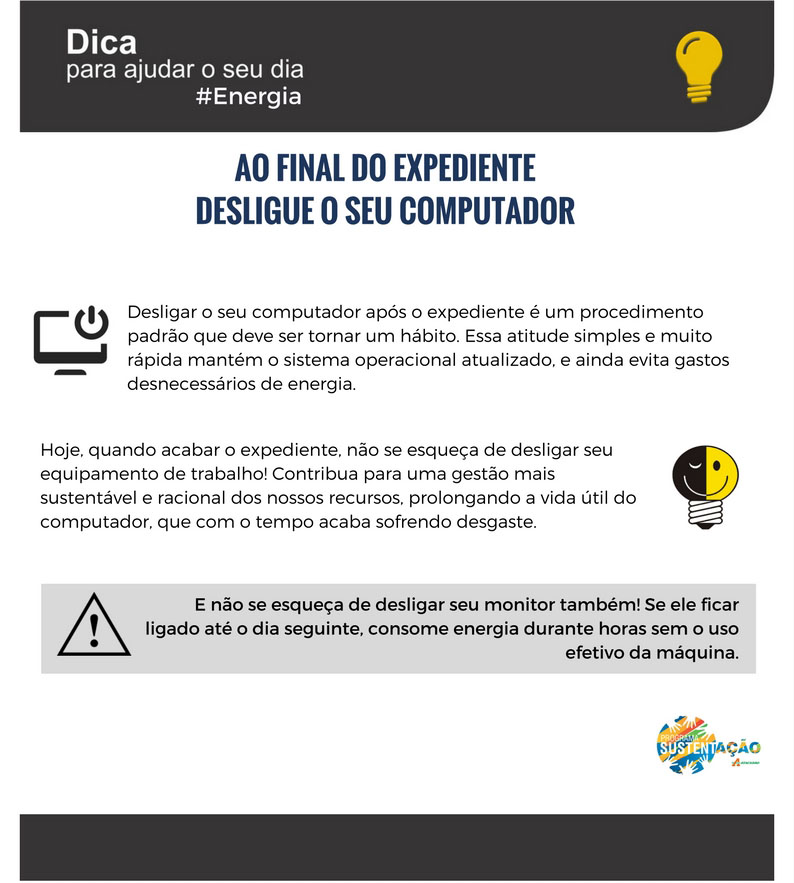 Dica
para ajudar o seu dia
#Energia
AO FINAL DO EXPEDIENTE
DESLIGUE O SEU COMPUTADOR
Desligar o seu computador após o expediente é um procedimento
padrão que deve ser tornar um hábito. Essa atitude simples e muito
rápida mantém o sistema operacional atualizado, e ainda evita gastos
desnecessários de energia.
Hoje, quando acabar o expediente, não se esqueça de desligar seu
equipamento de trabalho! Contribua para uma gestão mais
sustentável e racional dos nossos recursos, prolongando a vida útil do
computador, que com o tempo acaba sofrendo desgaste.
E não se esqueça de desligar seu monitor também! Se ele ficar
ligado até o dia seguinte, consome energia durante horas sem o uso
efetivo da máquina.
PROGRAMA
SUSTENTAÇÃO